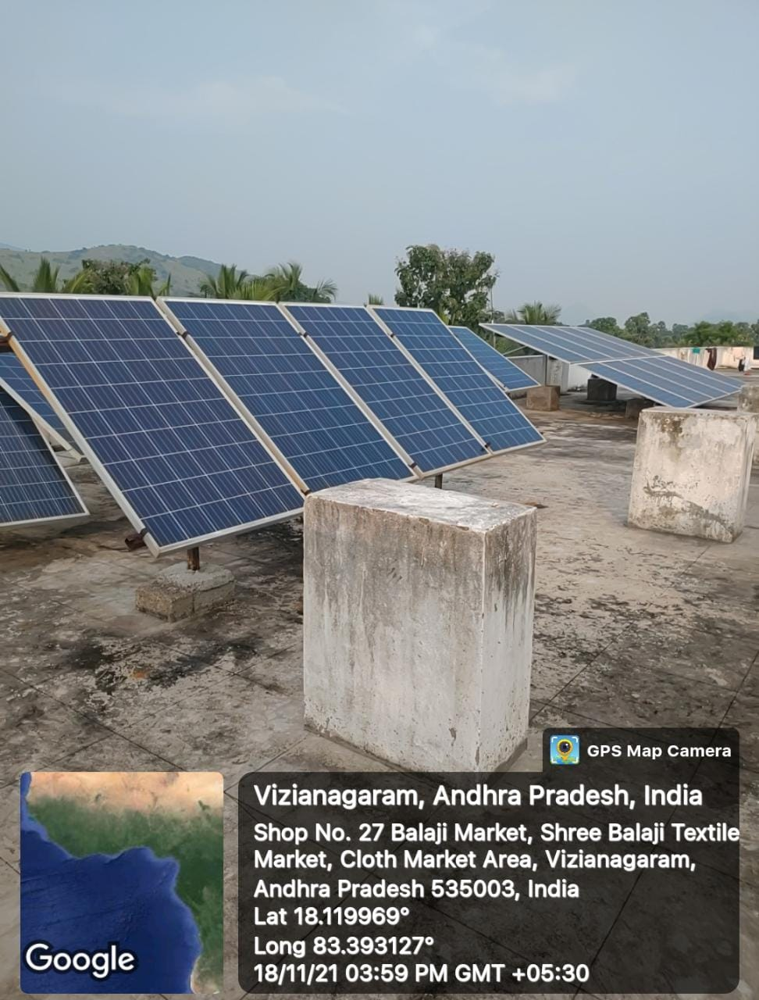 GPS Map Camera
Vizianagaram, Andhra Pradesh, India
Shop No. 27 Balaji Market, Shree Balaji Textile
Market, Cloth Market Area, Vizianagaram,
Andhra Pradesh 535003, India
Lat 18.119969°
Long 83.393127°
18/11/21 03:59 PM GMT +05:30
Google